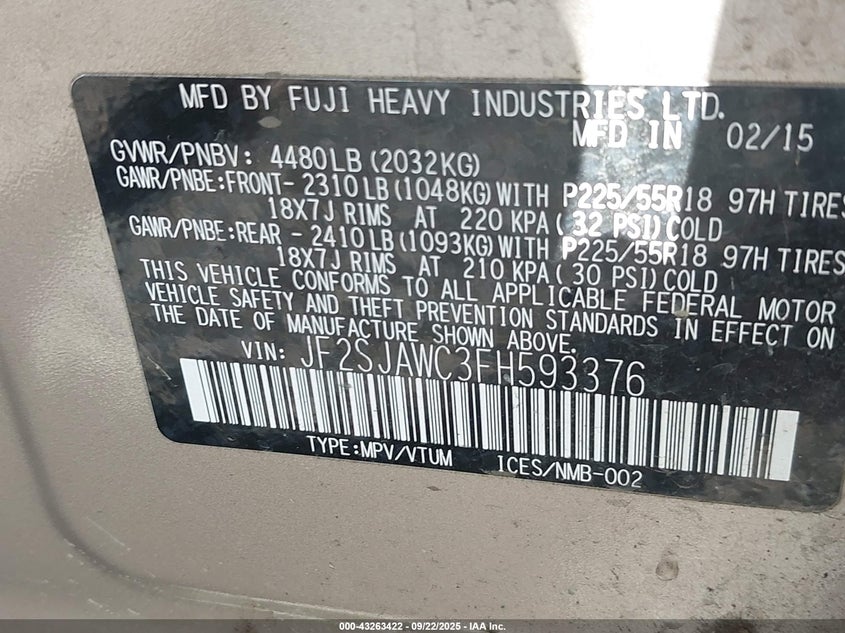 MFD BY FUJI HEAVY INDUSTRIES LTD.
MFD IN 02/15
GVWR/PNBV: 4480LB (2032KG)
GAWR/PNBE:FRONT- 2310 LB (1048KG) WITH P225/55R18 97H TIRES
18X7J RIMS AT 220 KPA ( 32 PSI) COLD
GAWR/PNBE:REAR - 2410 LB (1093KG) WITH P225/55R18 97H TIRES
18X7J RIMS AT 210 KPA ( 30 PSI) COLD
THIS VEHICLE CONFORMS TO ALL APPLICABLE FEDERAL MOTOR
VEHICLE SAFETY AND THEFT PREVENTION STANDARDS IN EFFECT ON
THE DATE OF MANUFACTURE SHOWN ABOVE.
VIN: JF2SJAWC3FH593376
TYPE:MPV/VTUM ICES/NMB-002
000-43263422 - 09/22/2025 - IAA Inc.